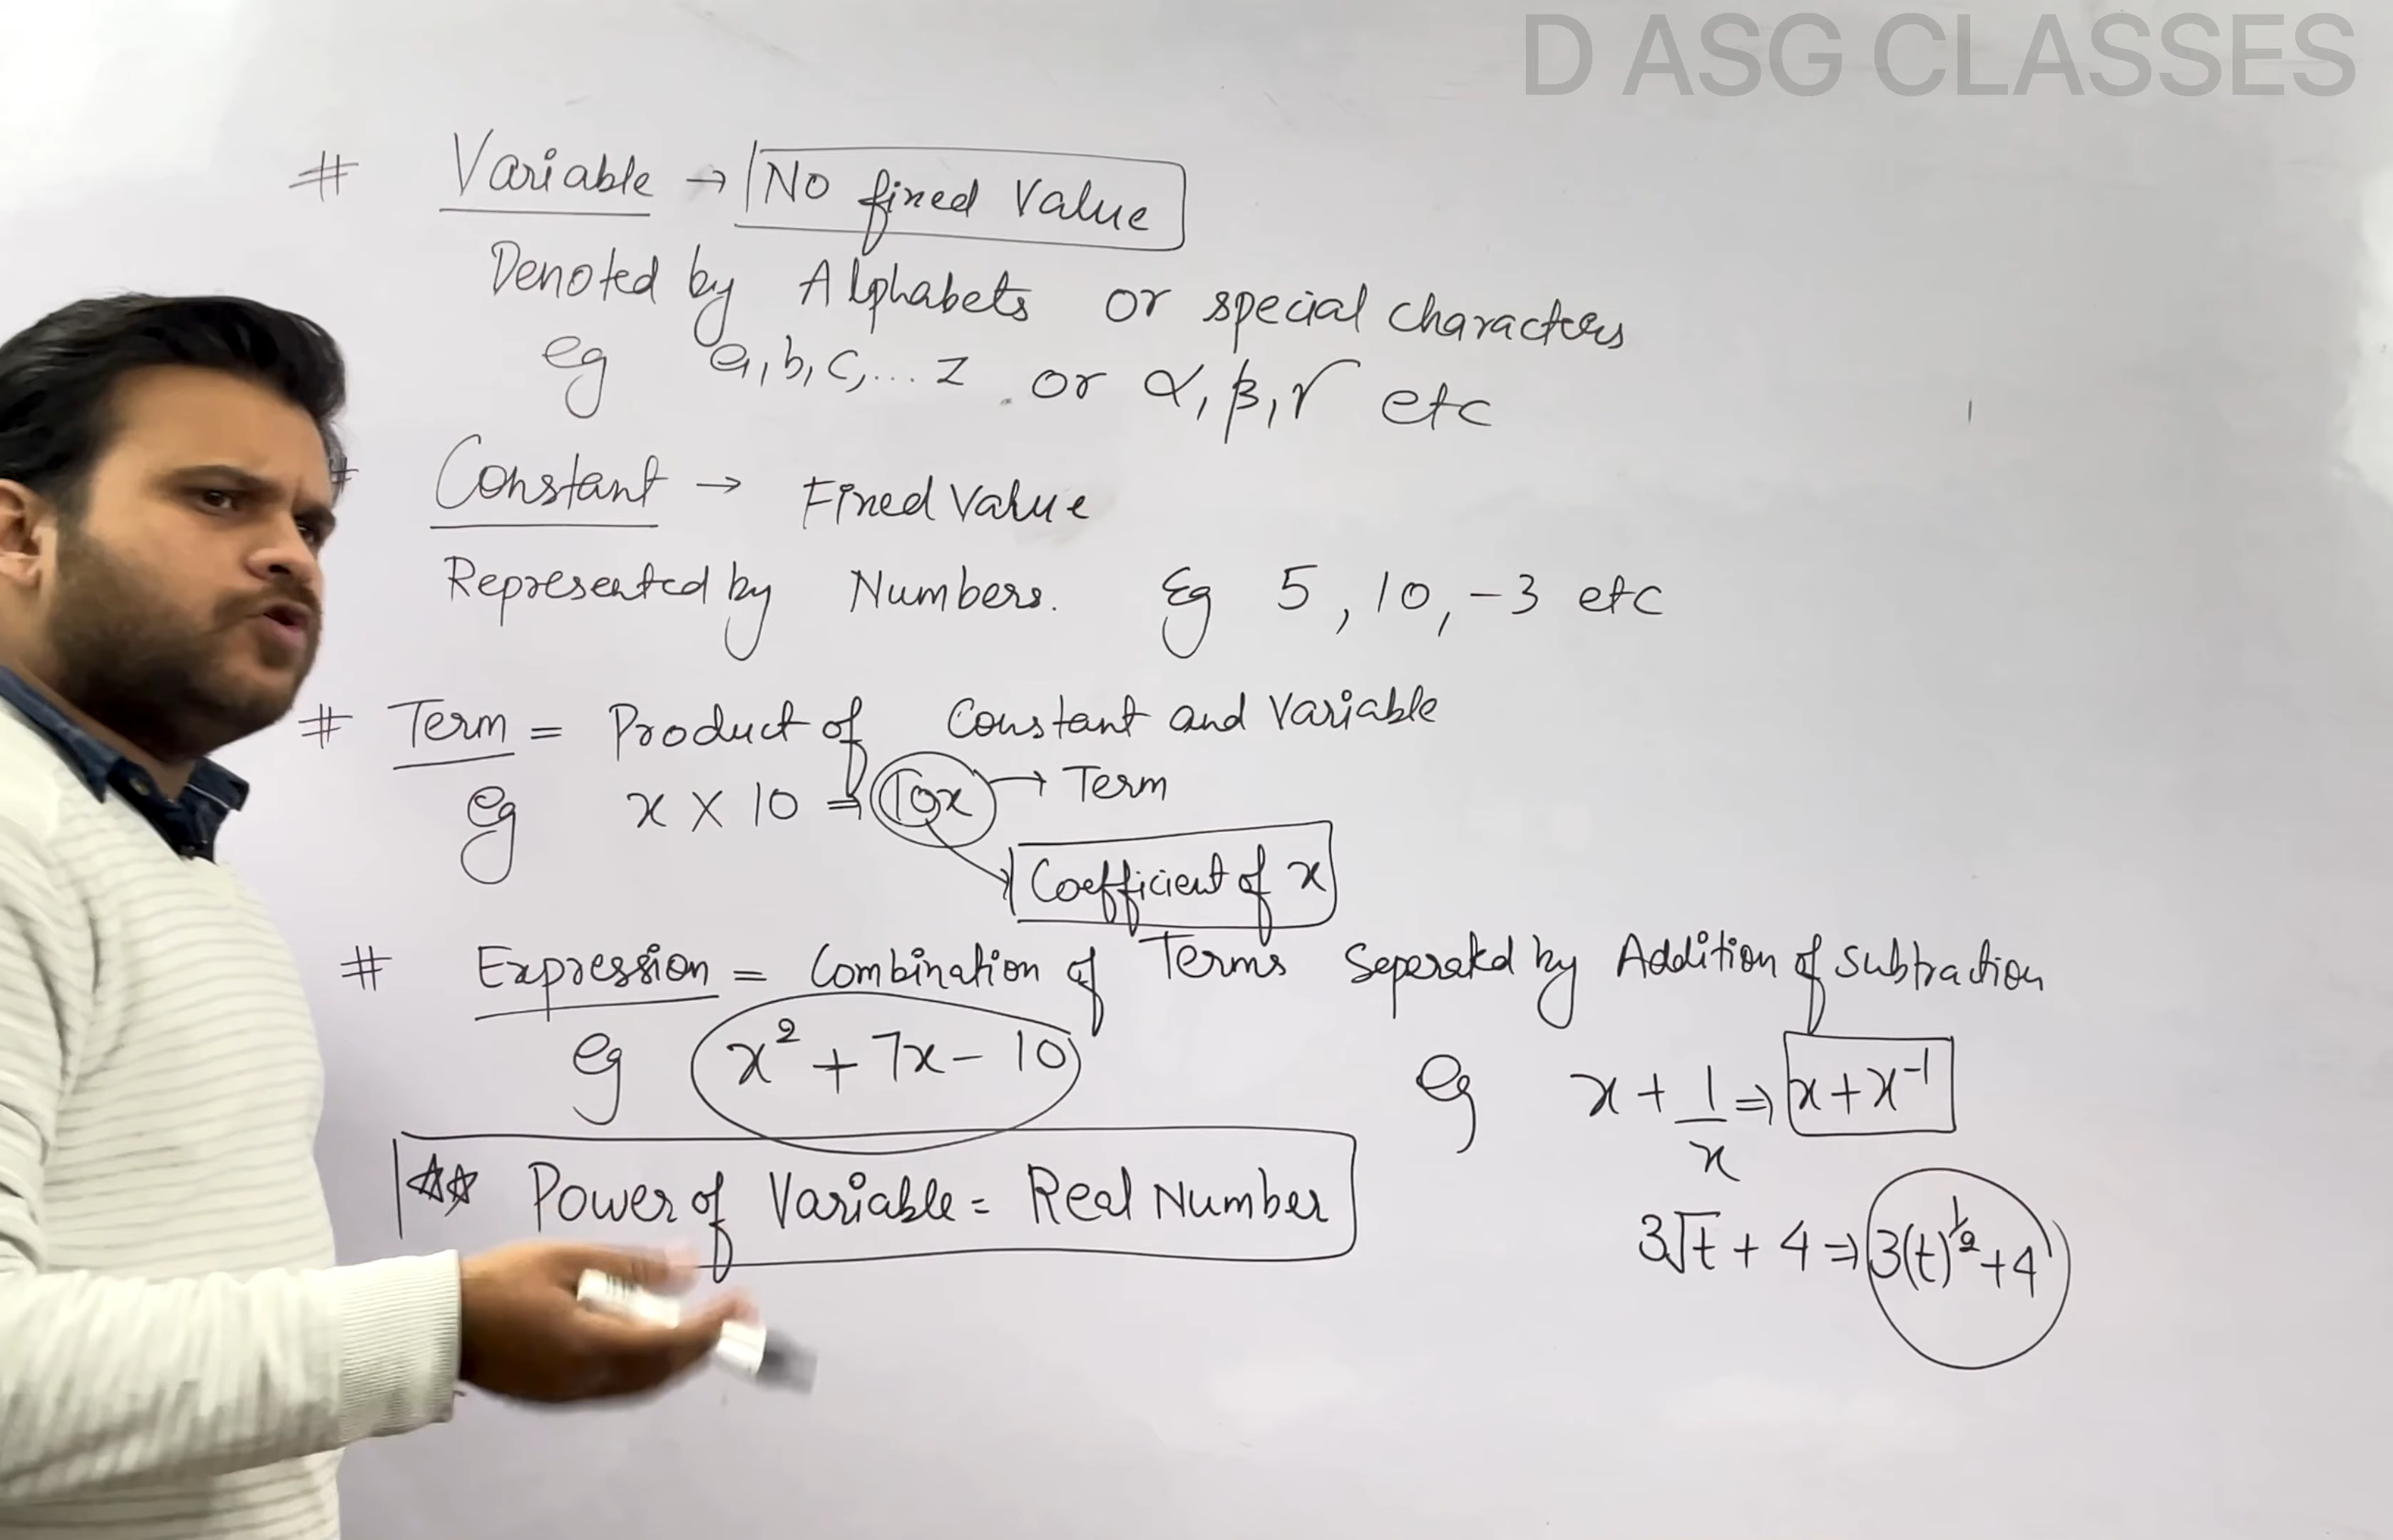 D ASG CLASSES
# Variable → No fixed Value
Denoted by Alphabets or special characters
eg a, b, c, ... z or α, β, γ etc
# Constant → Fixed Value
Represented by Numbers. Eg 5, 10, -3 etc
# Term = Product of Constant and Variable
eg x × 10 = 10x → Term
Coefficient of x
# Expression = Combination of Terms Seperated by Addition of subtraction
eg x² + 7x - 10
Eg x + 1/x ⇒ x + x⁻¹
☆☆ Power of Variable = Real Number
3√t + 4 ⇒ 3(t)^1/2 + 4